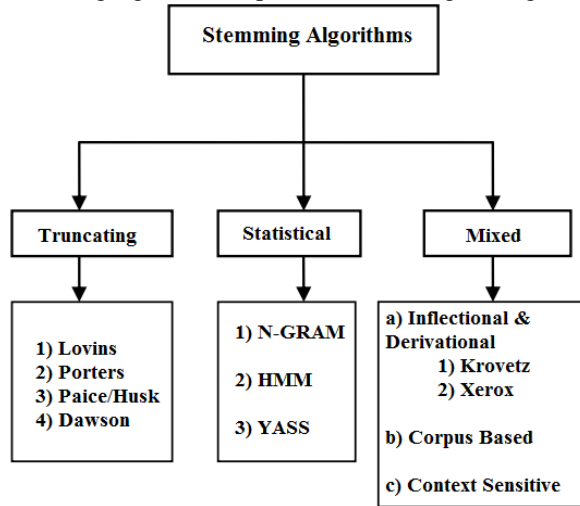 Stemming Algorithms
Truncating
Statistical
Mixed
1) Lovins
2) Porters
3) Paice/Husk
4) Dawson
1) N-GRAM
2) HMM
3) YASS
a) Inflectional &
Derivational
1) Krovetz
2) Xerox
b) Corpus Based
c) Context Sensitive